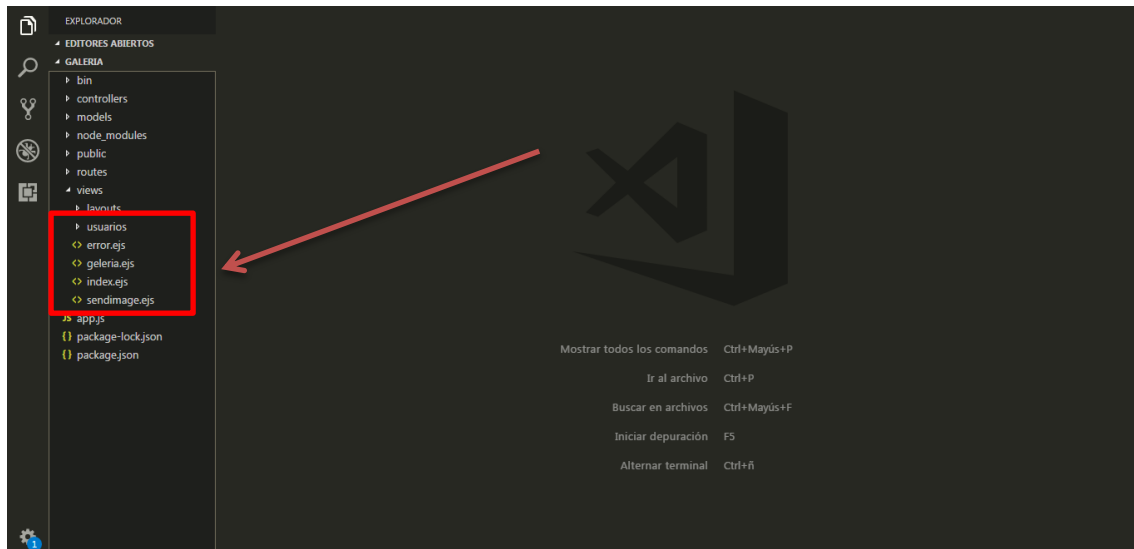 EXPLORADOR
EDITORES ABIERTOS
GALERIA
bin
controllers
models
node_modules
public
routes
views
layouts
usuarios
<> error.ejs
<> geleria.ejs
<> index.ejs
<> sendimage.ejs
JS app.js
{} package-lock.json
{} package.json
Mostrar todos los comandos Ctrl+Mayús+P
Ir al archivo Ctrl+P
Buscar en archivos Ctrl+Mayús+F
Iniciar depuración F5
Alternar terminal Ctrl+ñ
1